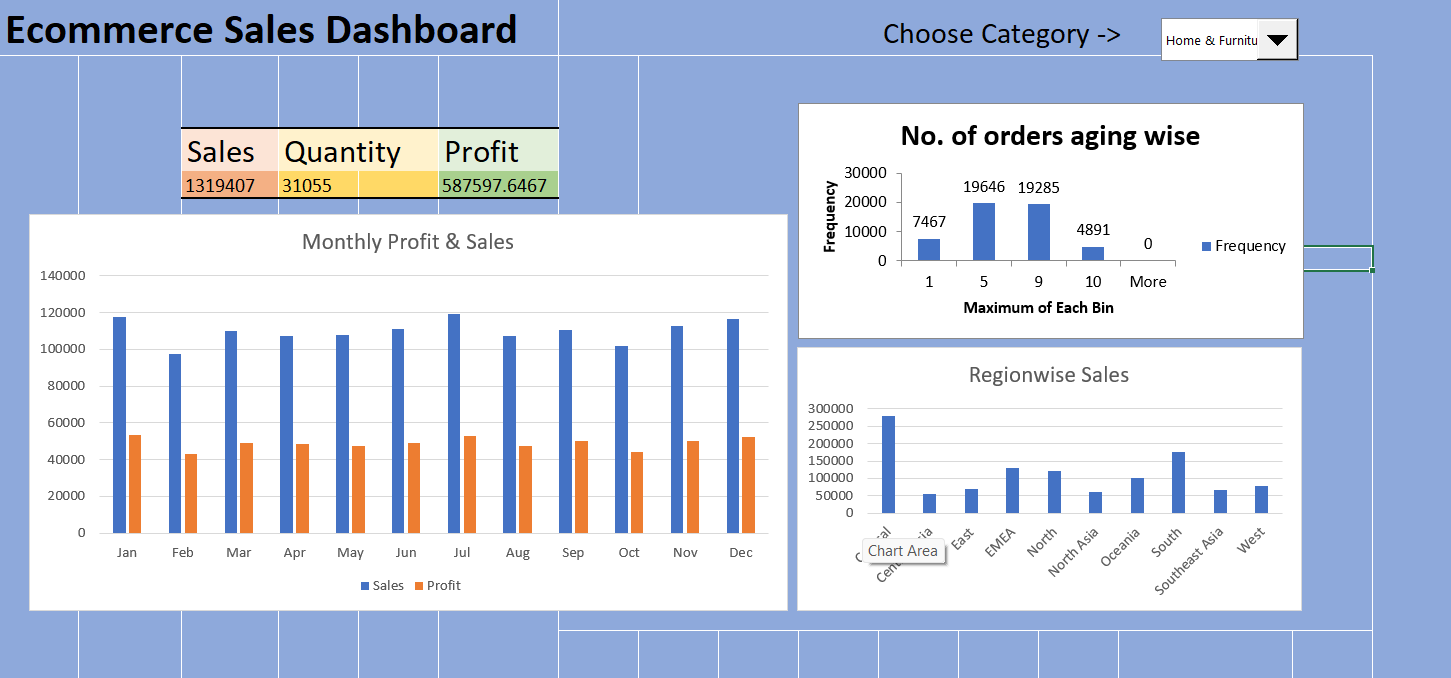 Ecommerce Sales Dashboard
Choose Category ->
Home & Furnitu
Sales Quantity Profit
1319407 31055 587597.6467
Monthly Profit & Sales
140000
120000
100000
80000
60000
40000
20000
0
Jan Feb Mar Apr May Jun Jul Aug Sep Oct Nov Dec
Sales Profit
No. of orders aging wise
Frequency
30000
20000
10000
0
7467 19646 19285 4891 0
1 5 9 10 More
Maximum of Each Bin
Frequency
Regionwise Sales
300000
250000
200000
150000
100000
50000
0
East EMEA North North Asia Oceania South Southeast Asia West
Chart Area